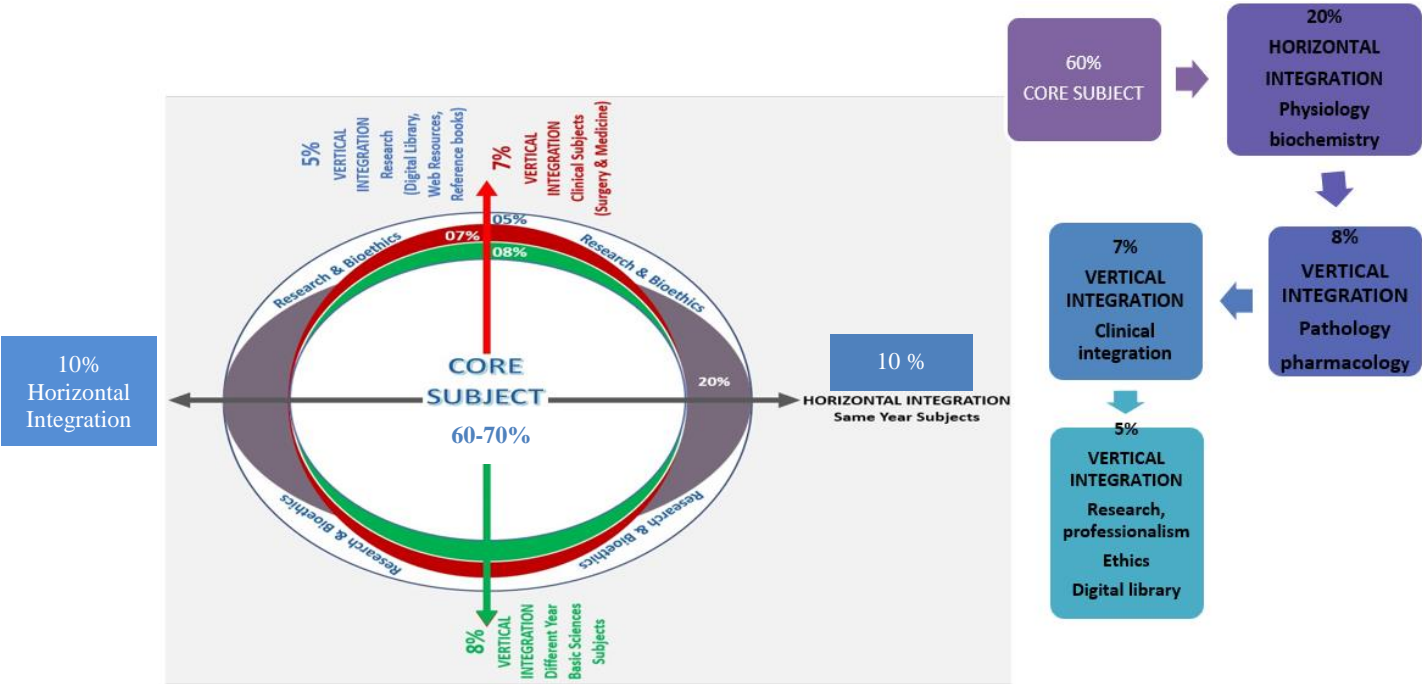 10%
Horizontal
Integration
5%
VERTICAL
INTEGRATION
Research
(Digital Library,
Web Resources,
Reference books)
7%
VERTICAL
INTEGRATION
Clinical Subjects
(Surgery & Medicine)
05%
07%
08%
Research & Bioethics
Research & Bioethics
CORE
SUBJECT
60-70%
20%
10 %
HORIZONTAL INTEGRATION
Same Year Subjects
Research & Bioethics
Research & Bioethics
8%
VERTICAL
INTEGRATION
Different Year
Basic Sciences
Subjects
60%
CORE SUBJECT
20%
HORIZONTAL
INTEGRATION
Physiology
biochemistry
8%
VERTICAL
INTEGRATION
Pathology
pharmacology
7%
VERTICAL
INTEGRATION
Clinical
integration
5%
VERTICAL
INTEGRATION
Research,
professionalism
Ethics
Digital library